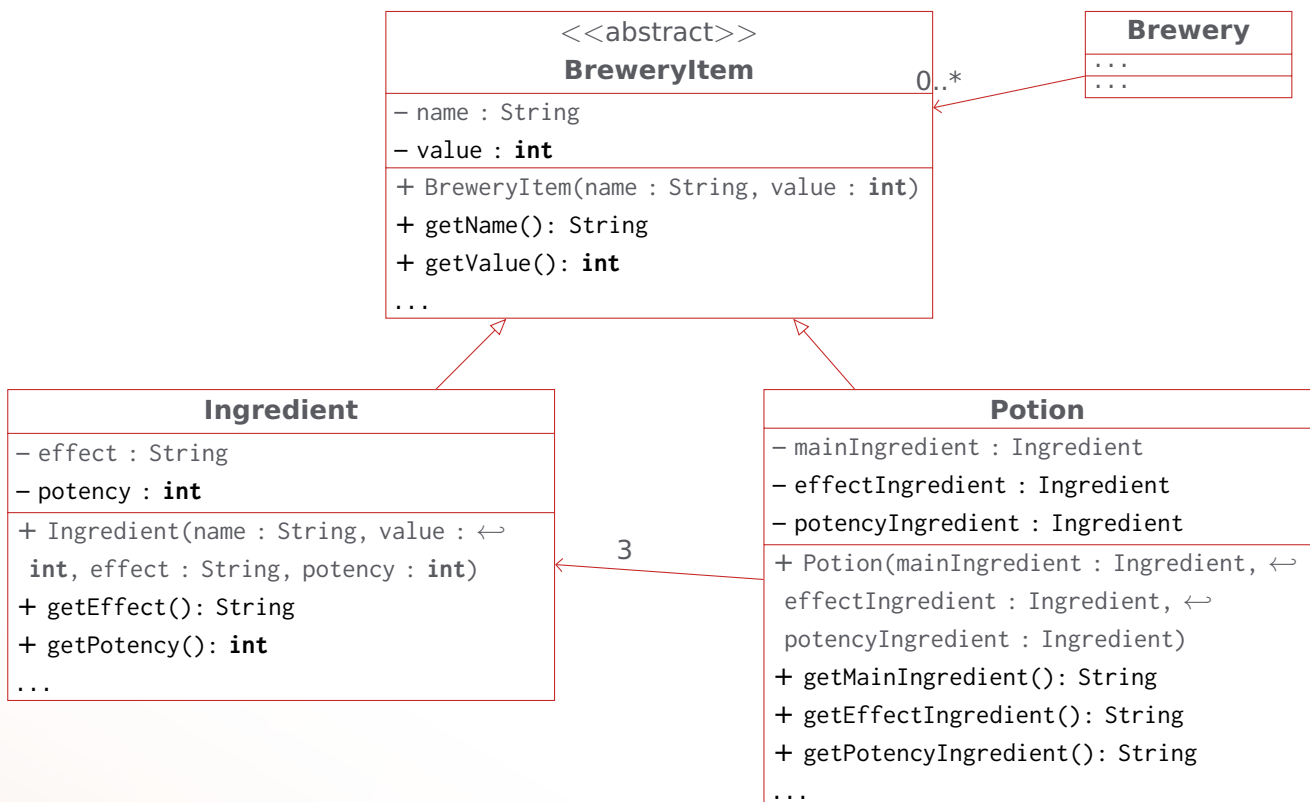 <<abstract>>
BreweryItem
– name : String
– value : int
+ BreweryItem(name : String, value : int)
+ getName(): String
+ getValue(): int
...
0..*
Brewery
...
...
Ingredient
– effect : String
– potency : int
+ Ingredient(name : String, value : ↩
int, effect : String, potency : int)
+ getEffect(): String
+ getPotency(): int
...
3
Potion
– mainIngredient : Ingredient
– effectIngredient : Ingredient
– potencyIngredient : Ingredient
+ Potion(mainIngredient : Ingredient, ↩
effectIngredient : Ingredient, ↩
potencyIngredient : Ingredient)
+ getMainIngredient(): String
+ getEffectIngredient(): String
+ getPotencyIngredient(): String
...